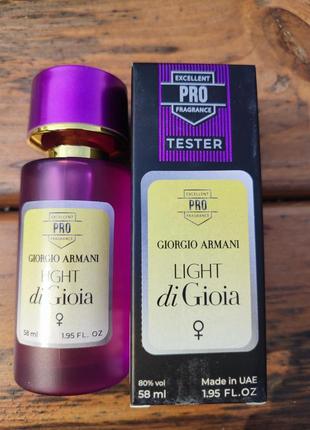 EXCELLENT
PRO
FRAGRANCE
GIORGIO ARMANI
LIGHT
di Gioia
♀
58 ml 1.95 FL. OZ
EXCELLENT
PRO
FRAGRANCE
TESTER
EXCELLENT
PRO
FRAGRANCE
GIORGIO ARMANI
LIGHT
di Gioia
♀
80% vol Made in UAE
58 ml 1.95 FL. OZ